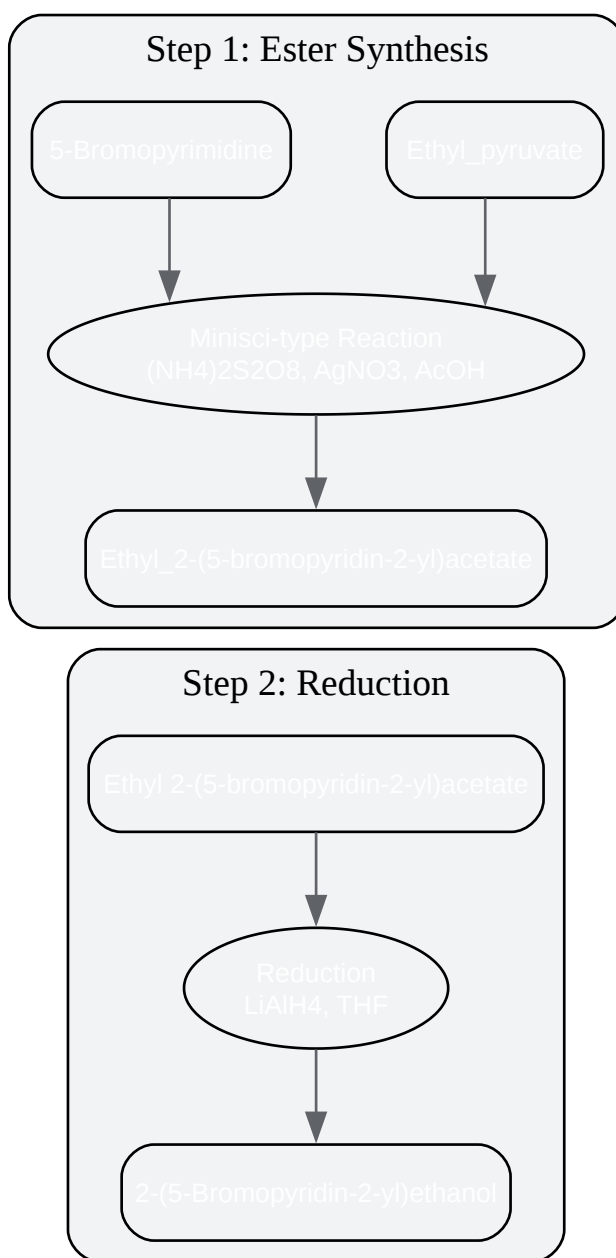 Step 1: Ester Synthesis
5-Bromopyrimidine
Ethyl_pyruvate
Minisci-type Reaction
(NH4)2S2O8, AgNO3, AcOH
Ethyl_2-(5-bromopyridin-2-yl)acetate
Step 2: Reduction
Ethyl 2-(5-bromopyridin-2-yl)acetate
Reduction
LiAlH4, THF
2-(5-Bromopyridin-2-yl)ethanol